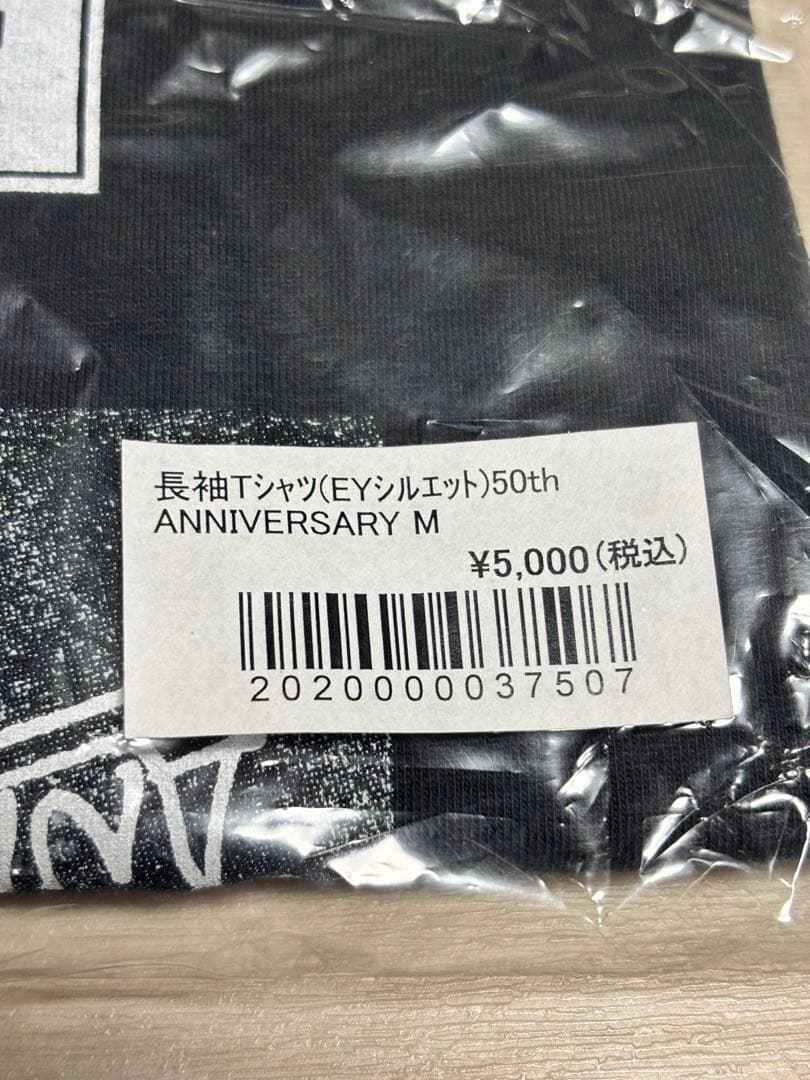 長袖Tシャツ(EYシルエット)50th
ANNIVERSARY M
¥5,000(税込)
2020000037507